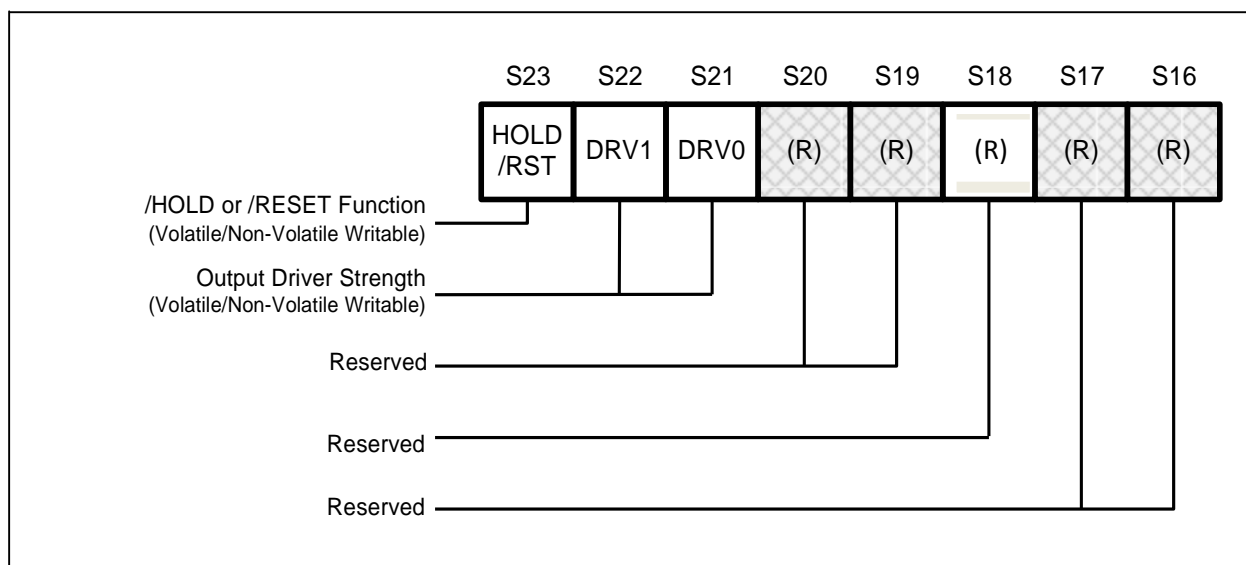 S23 S22 S21 S20 S19 S18 S17 S16
HOLD
/RST DRV1 DRV0 (R) (R) (R) (R) (R)
/HOLD or /RESET Function
(Volatile/Non-Volatile Writable)
Output Driver Strength
(Volatile/Non-Volatile Writable)
Reserved
Reserved
Reserved